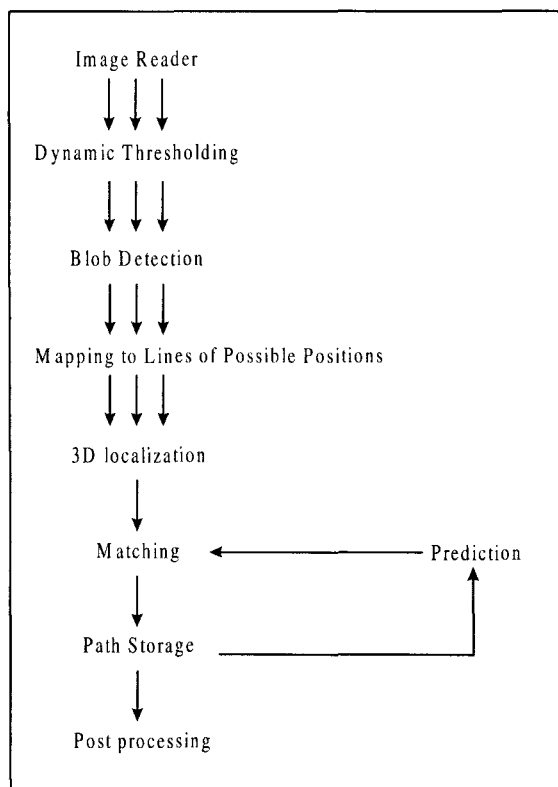 Image Reader
Dynamic Thresholding
Blob Detection
Mapping to Lines of Possible Positions
3D localization
Matching
Prediction
Path Storage
Post processing